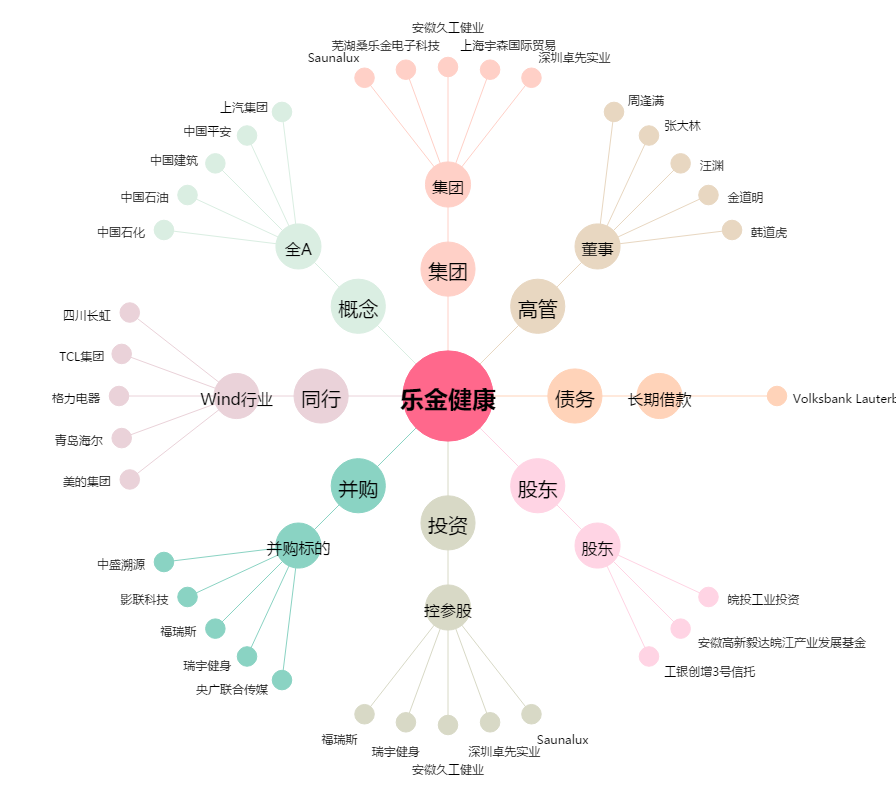 安徽久工健业
芜湖桑乐金电子科技
上海宇森国际贸易
Saunalux
深圳卓先实业
集团
集团
上汽集团
中国平安
中国建筑
中国石油
中国石化
全A
概念
周逢满
张大林
汪渊
金道明
韩道虎
董事
高管
四川长虹
TCL集团
格力电器
青岛海尔
美的集团
Wind行业
同行
乐金健康
债务
长期借款
Volksbank Lauterb
并购
并购标的
中盛溯源
影联科技
福瑞斯
瑞宇健身
央广联合传媒
投资
控参股
福瑞斯
瑞宇健身
安徽久工健业
深圳卓先实业
Saunalux
股东
股东
皖投工业投资
安徽高新毅达皖江产业发展基金
工银创增3号信托